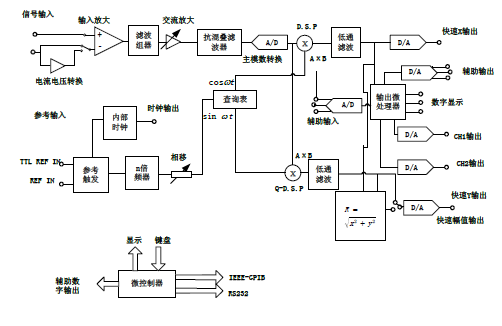 信号输入
输入放大
+
-
电流电压转换
滤波
组器
交流放大
抗混叠滤
波器
A/D
主模数转换
D.S.P
X
A×B
低通
滤波
D/A
快速X输出
D/A
辅助输出
A/D
辅助输入
输出微
处理器
数字显示
D/A
CH1输出
D/A
CH2输出
cosωt
查询表
sin ωt
参考输入
内部
时钟
时钟输出
TTL REF IN
REF IN
参考
触发
n倍
频器
相移
A×B
X
Q-D.S.P
低通
滤波
R =
√x² + y²
D/A
快速Y输出
快速幅值输出
显示
键盘
辅助数
字输出
微控制器
IEEE-GPIB
RS232